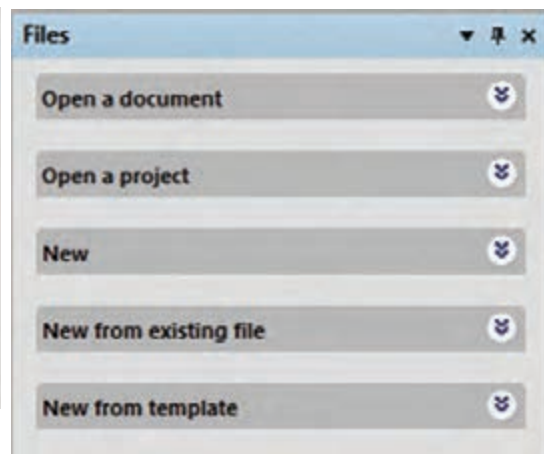 Files
Open a document
Open a project
New
New from existing file
New from template